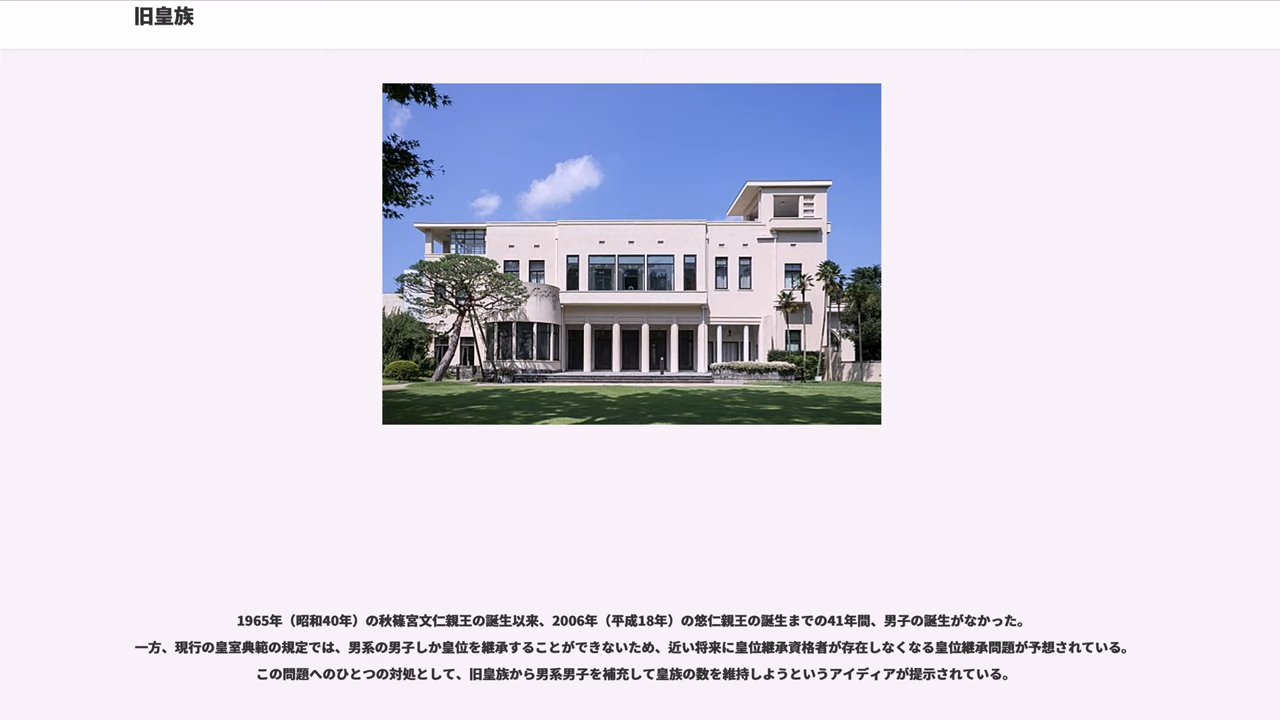 旧皇族
1965年（昭和40年）の秋篠宮文仁親王の誕生以来、2006年（平成18年）の悠仁親王の誕生までの41年間、男子の誕生がなかった。
一方、現行の皇室典範の規定では、男系の男子しか皇位を継承することができないため、近い将来に皇位継承資格者が存在しなくなる皇位継承問題が予想されている。
この問題へのひとつの対処として、旧皇族から男系男子を補充して皇族の数を維持しようというアイディアが提示されている。